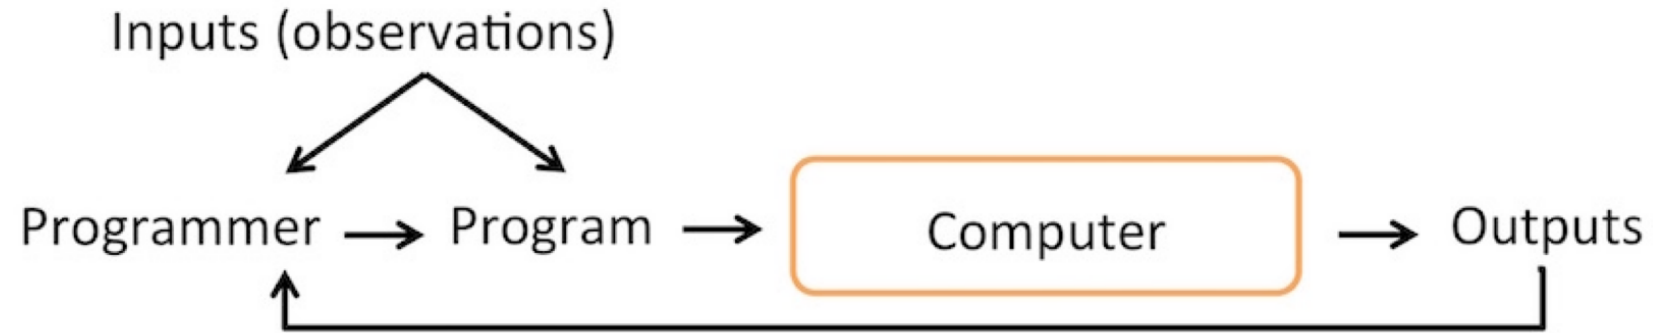 Inputs (observations)
Programmer
Program
Computer
Outputs